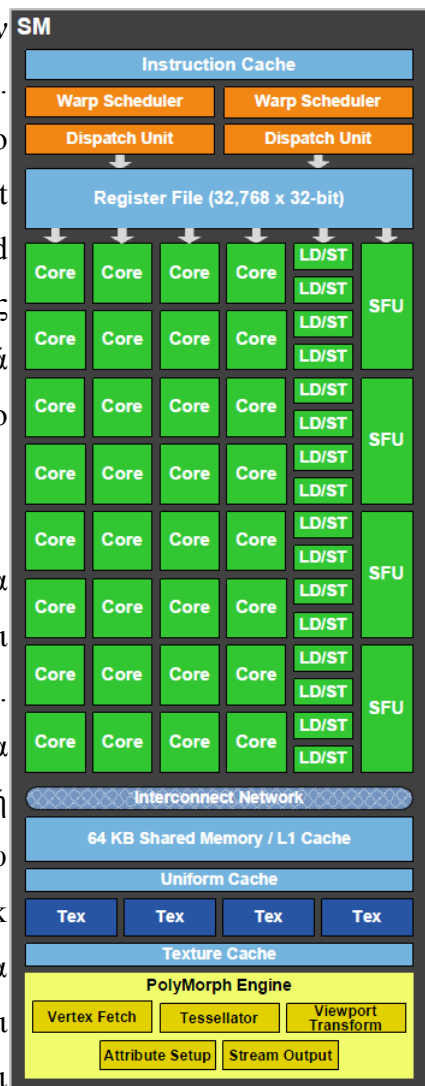 SM
Instruction Cache
Warp Scheduler Warp Scheduler
Dispatch Unit Dispatch Unit
Register File (32,768 x 32-bit)
LD/ST
Core Core Core Core
LD/ST
SFU
LD/ST
Core Core Core Core
LD/ST
LD/ST
Core Core Core Core
LD/ST
SFU
LD/ST
Core Core Core Core
LD/ST
LD/ST
Core Core Core Core
LD/ST
SFU
LD/ST
Core Core Core Core
LD/ST
LD/ST
Core Core Core Core
LD/ST
SFU
LD/ST
Core Core Core Core
LD/ST
Interconnect Network
64 KB Shared Memory / L1 Cache
Uniform Cache
Tex Tex Tex Tex
Texture Cache
PolyMorph Engine
Vertex Fetch Tessellator Viewport
Transform
Attribute Setup Stream Output